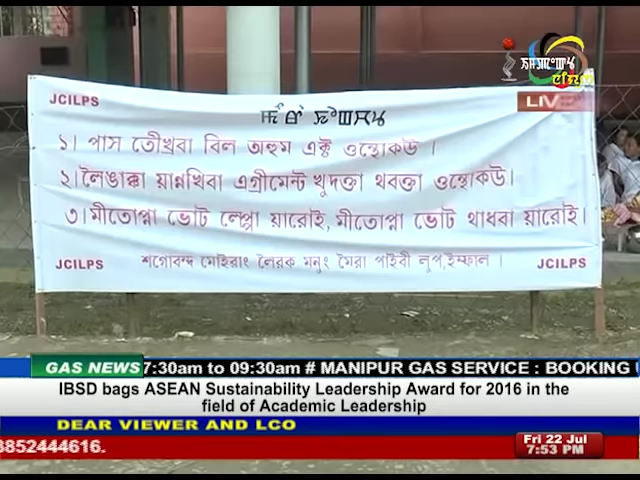 JCILPS
LIVE
১। পাস তৌখ্রবা বিল অহুম এক্ট ওন্থোকউ ।
২। লৈঙাক্কা য়ান্নখিবা এগ্রীমেন্ট খুদক্তা থবক্তা ওন্থোকউ।
৩। মীতোপ্না ভোট লেপ্পা য়ারোই, মীতোপ্না ভোট থাধবা য়ারোই।
JCILPS শগোবন্দ মৈরাং লৈরক মনুং মৈরা পাইবী লুপ, ইম্ফাল । JCILPS
GAS NEWS 7:30am to 09:30am # MANIPUR GAS SERVICE : BOOKING
IBSD bags ASEAN Sustainability Leadership Award for 2016 in the
field of Academic Leadership
DEAR VIEWER AND LCO
3852444616.
Fri 22 Jul
7:53 PM